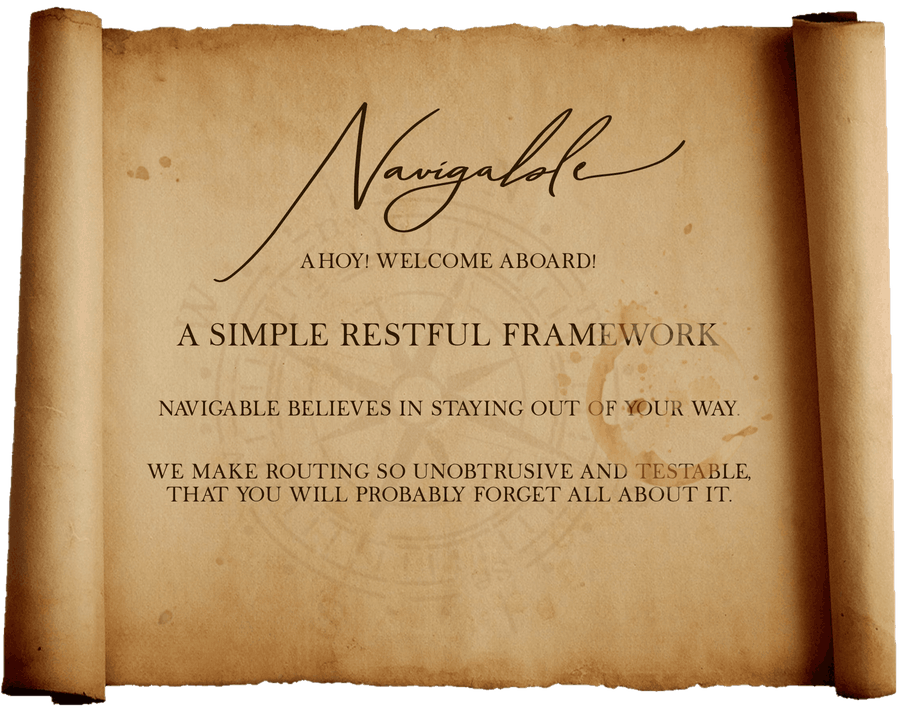 Navigable
AHOY! WELCOME ABOARD!
A SIMPLE RESTFUL FRAMEWORK
NAVIGABLE BELIEVES IN STAYING OUT OF YOUR WAY.
WE MAKE ROUTING SO UNOBTRUSIVE AND TESTABLE,
THAT YOU WILL PROBABLY FORGET ALL ABOUT IT.